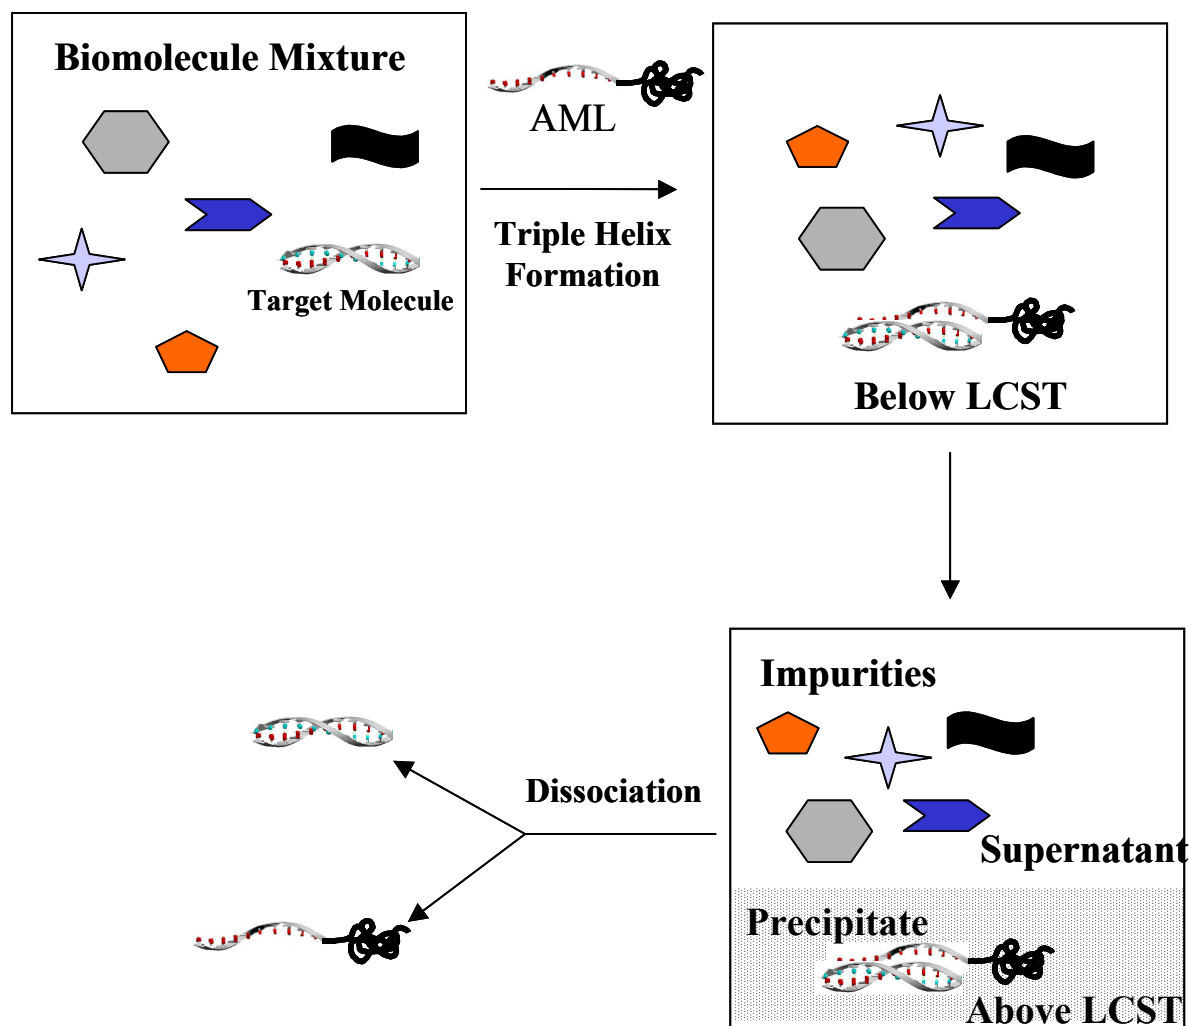 Biomolecule Mixture
Target Molecule
AML
Triple Helix
Formation
Below LCST
Impurities
Supernatant
Precipitate
Above LCST
Dissociation